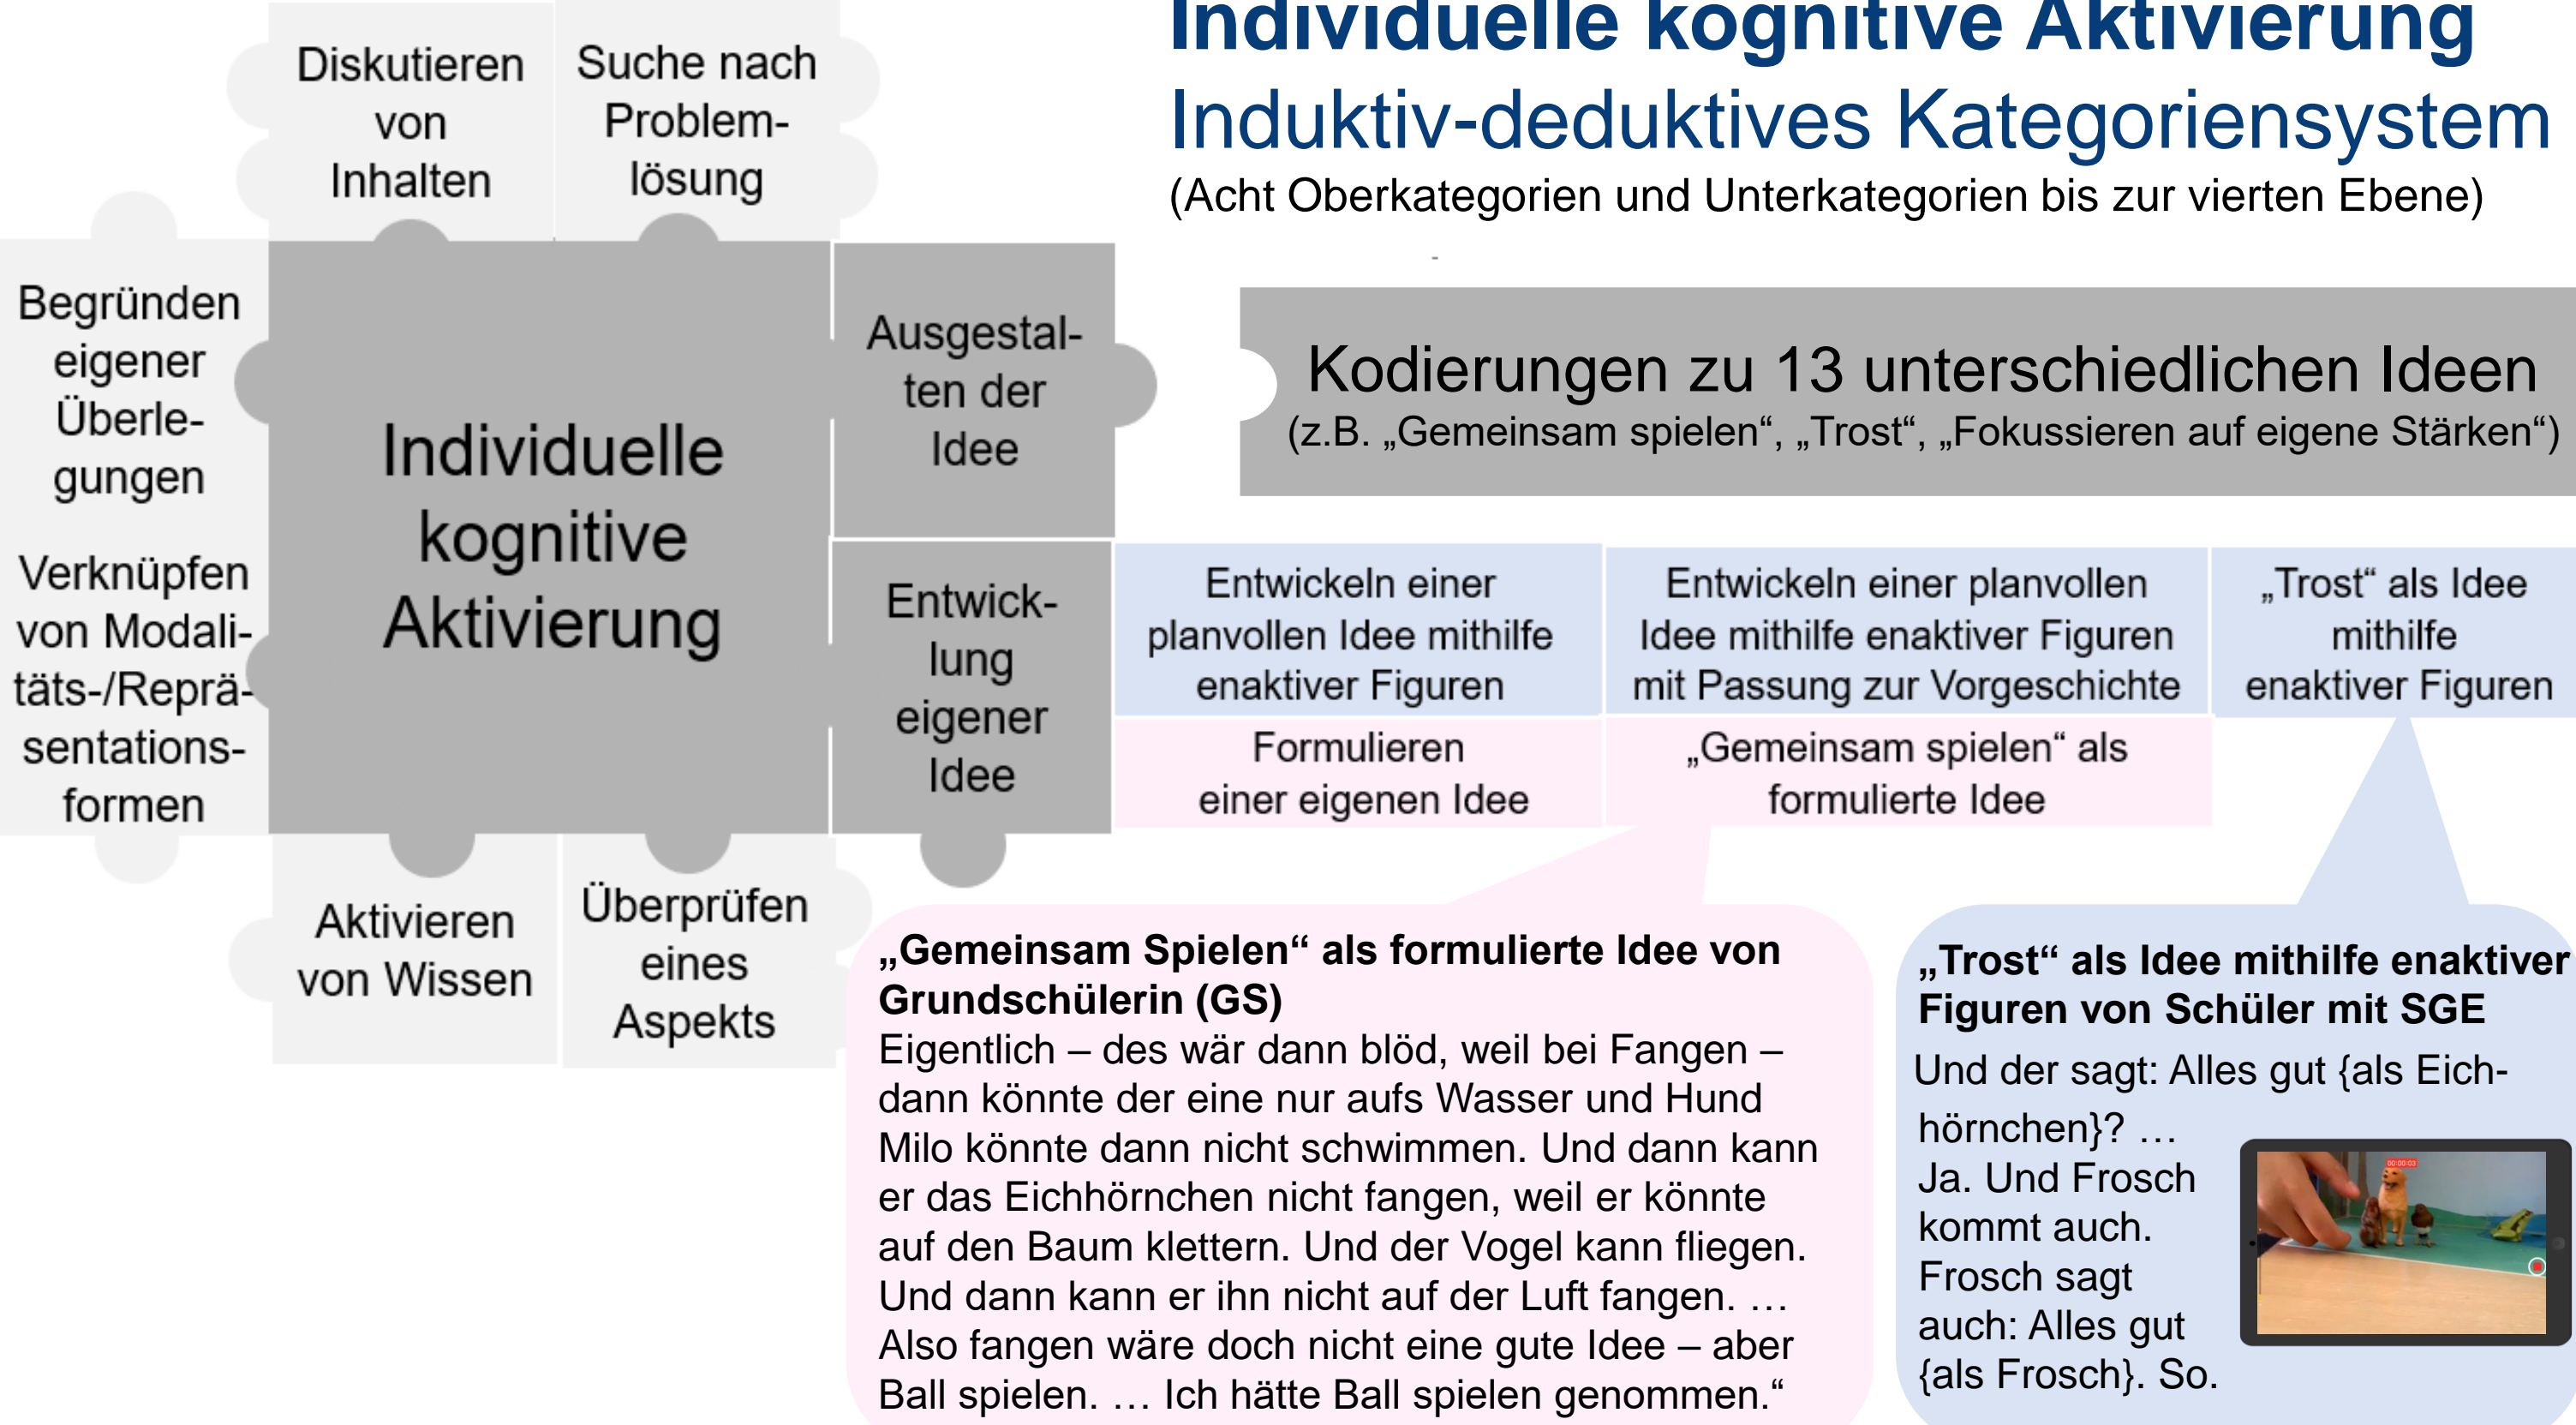 Individuelle kognitive Aktivierung
Induktiv-deduktives Kategoriensystem
(Acht Oberkategorien und Unterkategorien bis zur vierten Ebene)
-
Diskutieren
von
Inhalten
Suche nach
Problem-
lösung
Begründen
eigener
Überle-
gungen
Verknüpfen
von Modali-
täts-/Reprä-
sentations-
formen
Individuelle
kognitive
Aktivierung
Ausgestal-
ten der
Idee
Entwick-
lung
eigener
Idee
Aktivieren
von Wissen
Überprüfen
eines
Aspekts
Kodierungen zu 13 unterschiedlichen Ideen
(z.B. „Gemeinsam spielen“, „Trost“, „Fokussieren auf eigene Stärken“)
Entwickeln einer
planvollen Idee mithilfe
enaktiver Figuren
Entwickeln einer planvollen
Idee mithilfe enaktiver Figuren
mit Passung zur Vorgeschichte
„Trost“ als Idee
mithilfe
enaktiver Figuren
Formulieren
einer eigenen Idee
„Gemeinsam spielen“ als
formulierte Idee
„Gemeinsam Spielen“ als formulierte Idee von
Grundschülerin (GS)
Eigentlich – des wär dann blöd, weil bei Fangen –
dann könnte der eine nur aufs Wasser und Hund
Milo könnte dann nicht schwimmen. Und dann kann
er das Eichhörnchen nicht fangen, weil er könnte
auf den Baum klettern. Und der Vogel kann fliegen.
Und dann kann er ihn nicht auf der Luft fangen. …
Also fangen wäre doch nicht eine gute Idee – aber
Ball spielen. … Ich hätte Ball spielen genommen.“
„Trost“ als Idee mithilfe enaktiver
Figuren von Schüler mit SGE
Und der sagt: Alles gut {als Eich-
hörnchen}? …
Ja. Und Frosch
kommt auch.
Frosch sagt
auch: Alles gut
{als Frosch}. So.
00:00:03